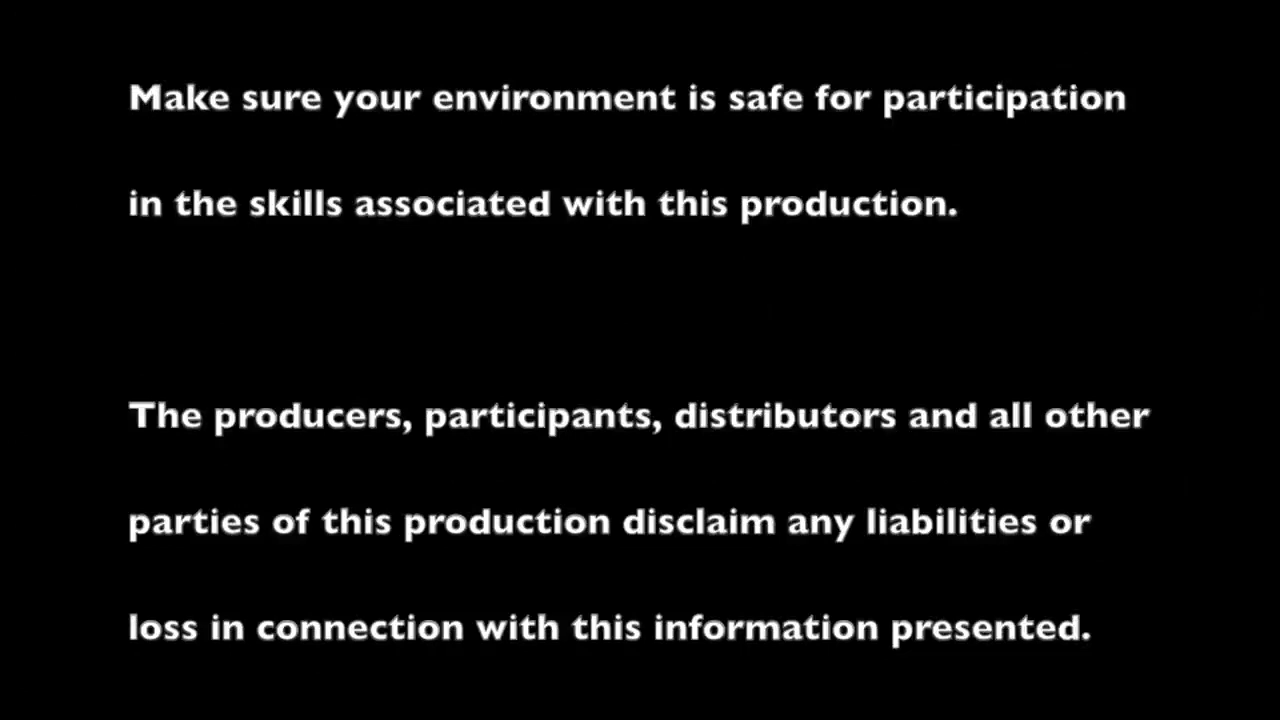 Make sure your environment is safe for participation
in the skills associated with this production.
The producers, participants, distributors and all other
parties of this production disclaim any liabilities or
loss in connection with this information presented.